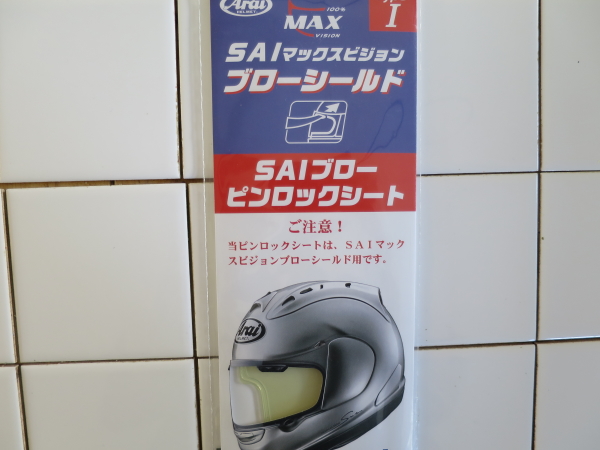 Arai
HELMET
100%
MAX
VISION
I
SAIマックスビジョン
ブローシールド
SAIブロー
ピンロックシート
ご注意！
当ピンロックシートは、SAIマック
スビジョンブローシールド用です。
Arai